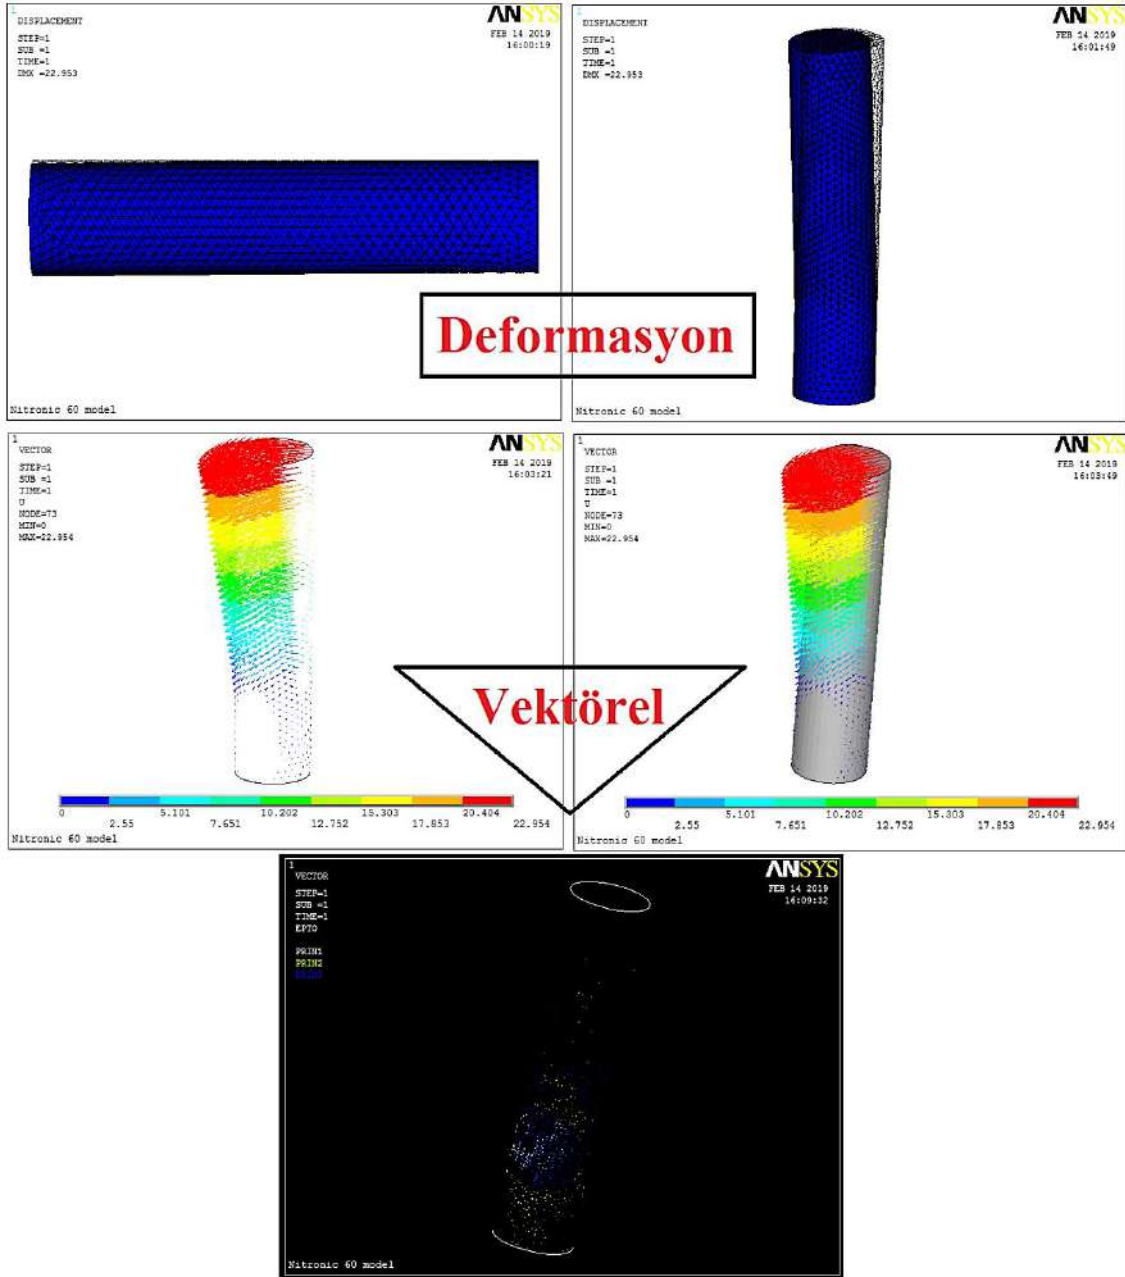 1
DISPLACEMENT
STEP=1
SUB =1
TIME=1
DMX =22.953
ANSYS
FEB 14 2019
16:00:19
Nitronic 60 model
1
DISPLACEMENT
STEP=1
SUB =1
TIME=1
DMX =22.953
ANSYS
FEB 14 2019
16:01:49
Nitronic 60 model
Deformasyon
1
VECTOR
STEP=1
SUB =1
TIME=1
U
NODE=73
MIN=0
MAX=22.954
ANSYS
FEB 14 2019
16:03:21
0 5.101 10.202 15.303 20.404
2.55 7.651 12.752 17.853 22.954
Nitronic 60 model
1
VECTOR
STEP=1
SUB =1
TIME=1
U
NODE=73
MIN=0
MAX=22.954
ANSYS
FEB 14 2019
16:03:49
0 5.101 10.202 15.303 20.404
2.55 7.651 12.752 17.853 22.954
Nitronic 60 model
Vektörel
1
VECTOR
STEP=1
SUB =1
TIME=1
EPTO
PRIN1
PRIN2
PRIN3
ANSYS
FEB 14 2019
16:09:32
Nitronic 60 model